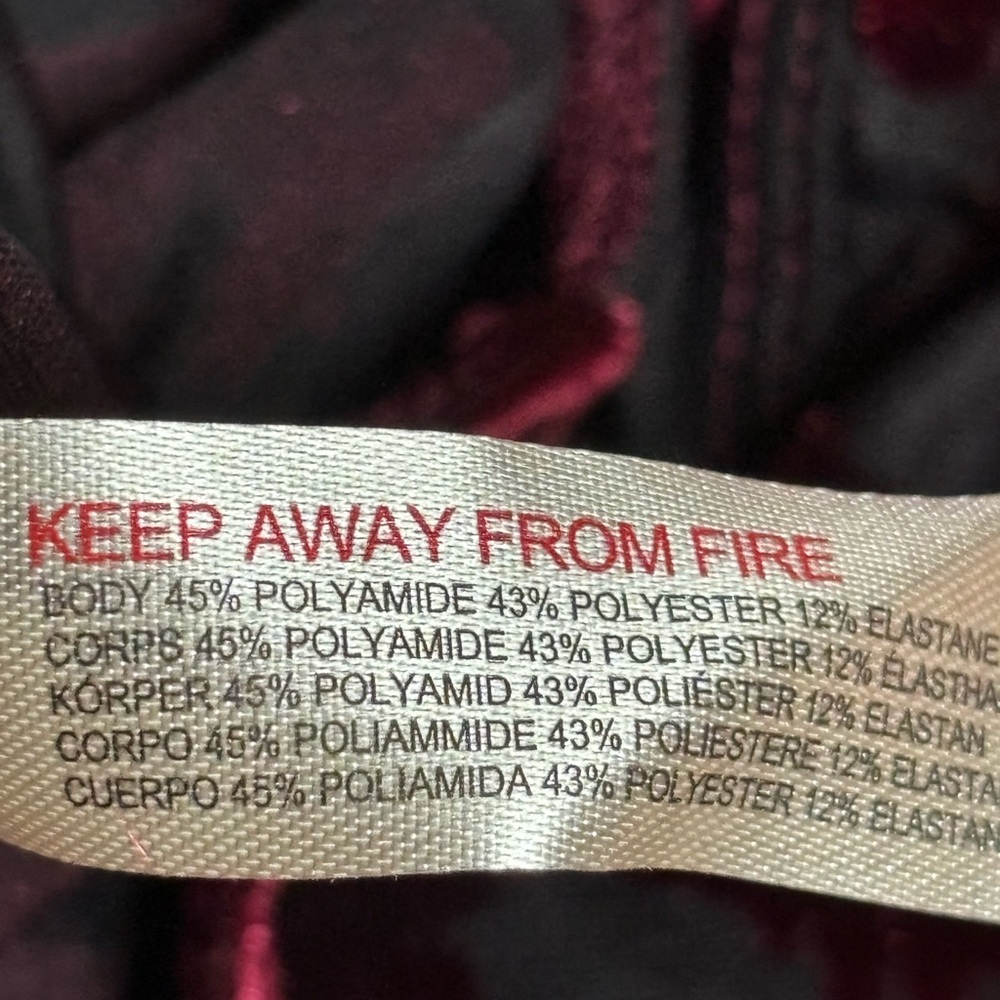 KEEP AWAY FROM FIRE
BODY 45% POLYAMIDE 43% POLYESTER 12% ELASTANE
CORPS 45% POLYAMIDE 43% POLYESTER 12% ÉLASTHA
KÖRPER 45% POLYAMID 43% POLIÉSTER 12% ELASTAN
CORPO 45% POLIAMMIDE 43% POLIESTERE 12% ELASTA
CUERPO 45% POLIAMIDA 43% POLYESTER 12% ELASTAN